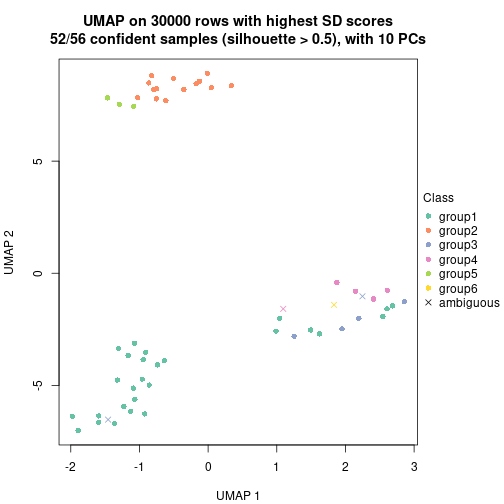 UMAP on 30000 rows with highest SD scores
52/56 confident samples (silhouette > 0.5), with 10 PCs
UMAP 2
5
0
-5
-2 -1 0 1 2 3
UMAP 1
Class
group1
group2
group3
group4
group5
group6
ambiguous